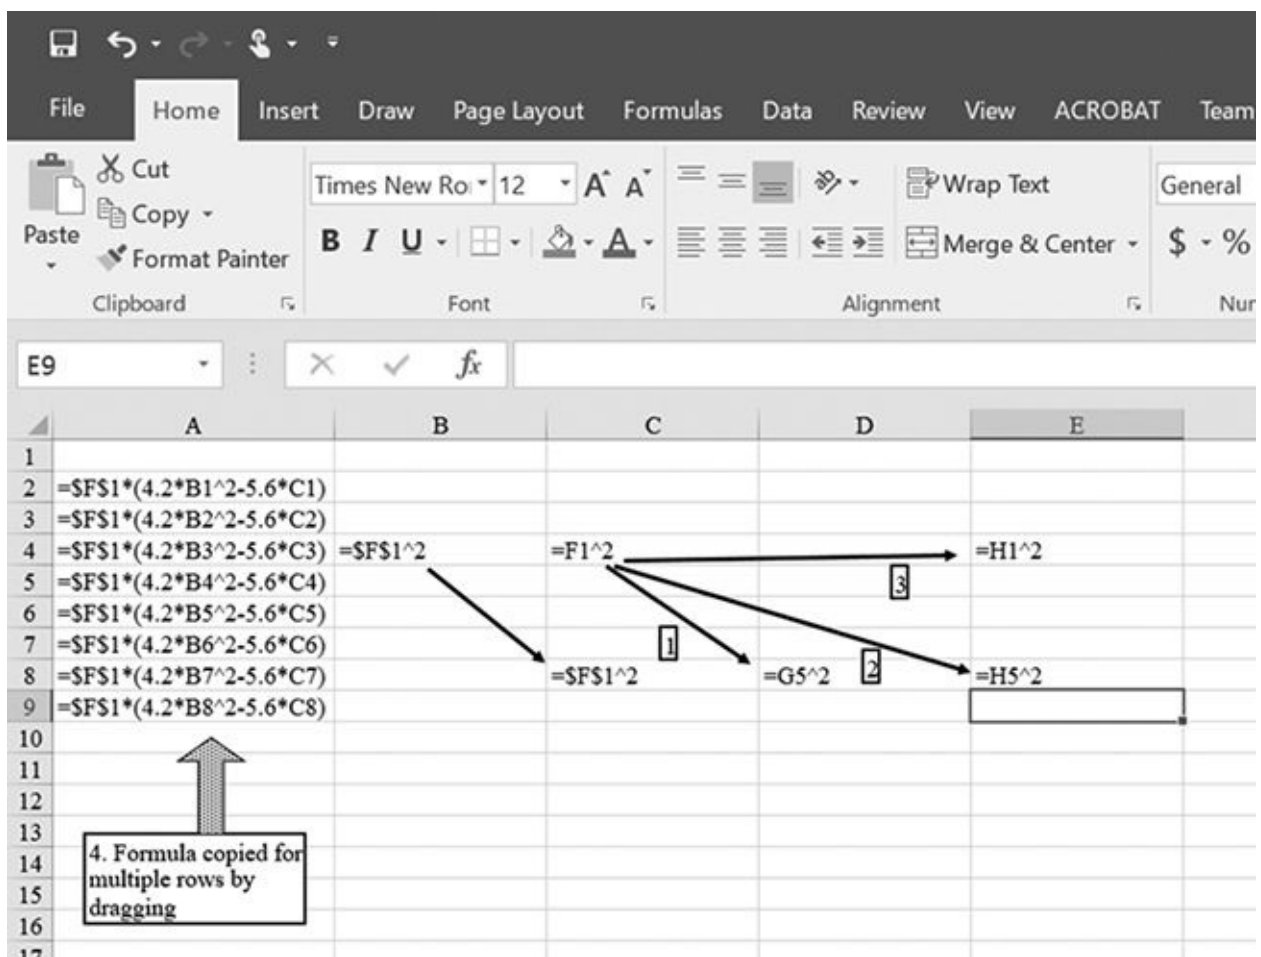 File Home Insert Draw Page Layout Formulas Data Review View ACROBAT Team
Cut
Copy
Format Painter
Paste
Clipboard
Times New Ro 12 A A
B I U A
Font
Wrap Text
Merge & Center
Alignment
General
$ %
E9 fx
A B C D E
1
2 =$F$1*(4.2*B1^2-5.6*C1)
3 =$F$1*(4.2*B2^2-5.6*C2)
4 =$F$1*(4.2*B3^2-5.6*C3) =$F$1^2 =F1^2 =H1^2
5 =$F$1*(4.2*B4^2-5.6*C4) 3
6 =$F$1*(4.2*B5^2-5.6*C5)
7 =$F$1*(4.2*B6^2-5.6*C6) 1
8 =$F$1*(4.2*B7^2-5.6*C7) =$F$1^2 =G5^2 2 =H5^2
9 =$F$1*(4.2*B8^2-5.6*C8)
10
11
12
13
14
15
16
17
4. Formula copied for
multiple rows by
dragging